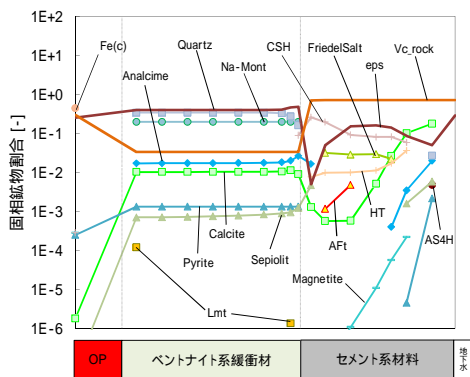 1E+2
1E+1
1E+0
1E-1
1E-2
1E-3
1E-4
1E-5
1E-6
固相鉱物割合 [-]
Fe(c)
Quartz
Analcime
Na-Mont
CSH
FriedelSalt
eps
Vc_rock
Calcite
Pyrite
Sepiolit
Lmt
AFt
HT
Magnetite
AS4H
OP
ベントナイト系緩衝材
セメント系材料
地下水